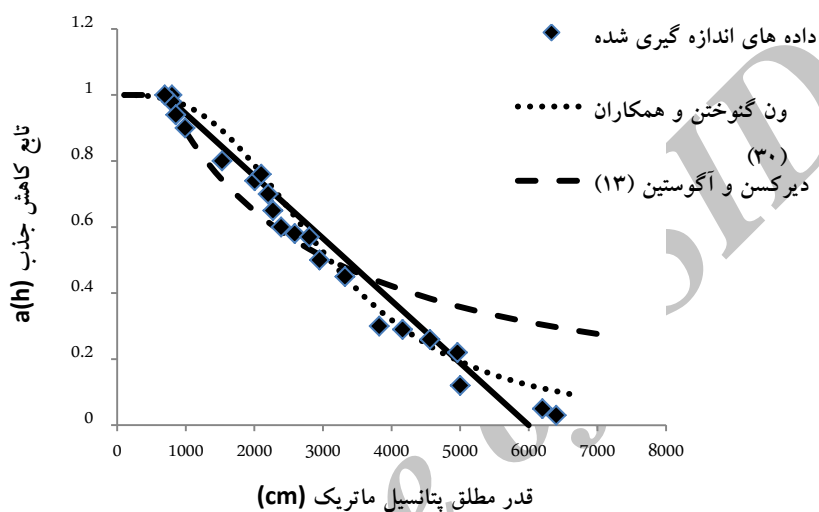 داده های اندازه گیری شده
ون گنوختن و همکاران
(۳۰)
دیرکسن و آگوستین (۱۳)
تابع کاهش جذب a(h)
1.2
1
0.8
0.6
0.4
0.2
0
0 1000 2000 3000 4000 5000 6000 7000 8000
قدر مطلق پتانسیل ماتریک (cm)